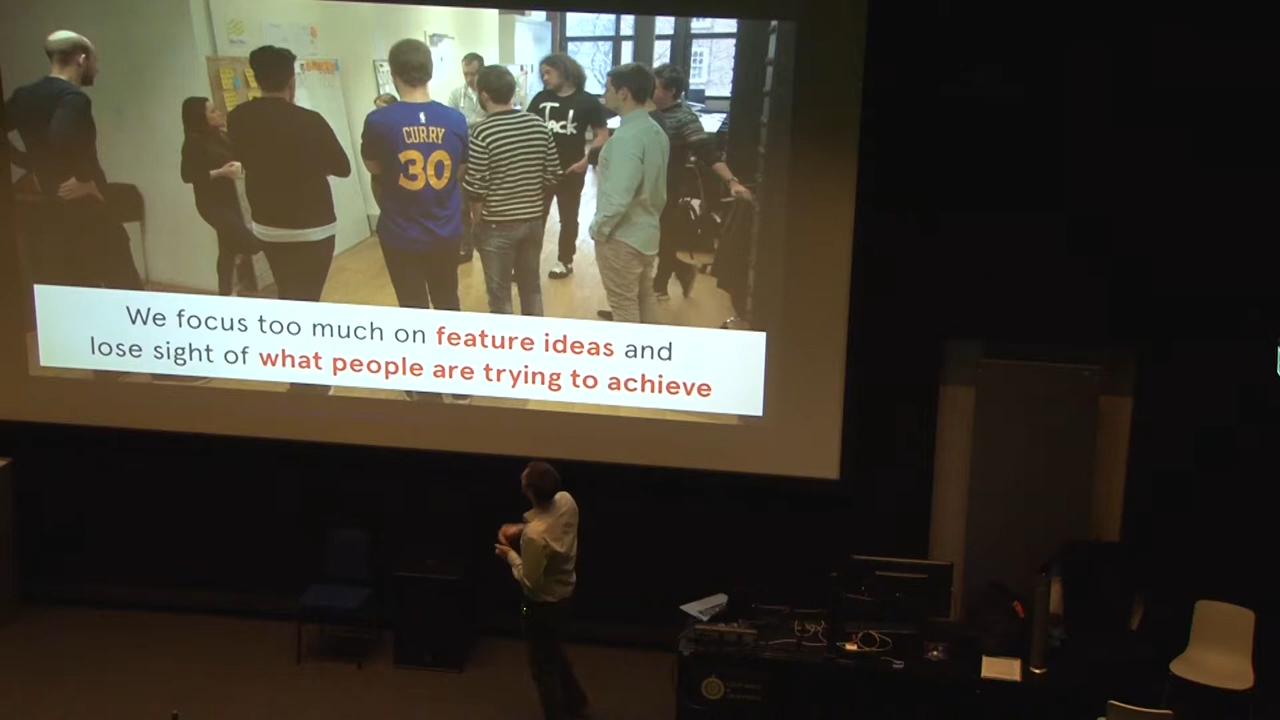 CURRY
30
Jack
We focus too much on feature ideas and
lose sight of what people are trying to achieve